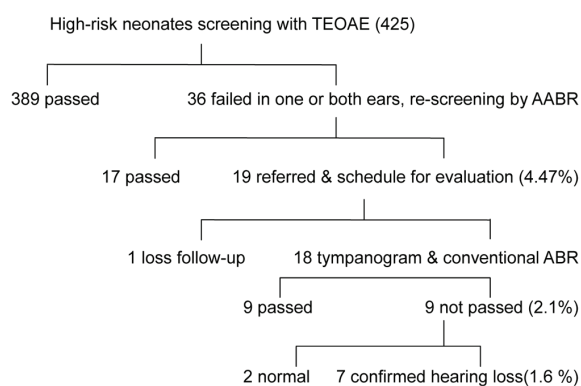 High-risk neonates screening with TEOAE (425)
389 passed 36 failed in one or both ears, re-screening by AABR
17 passed 19 referred & schedule for evaluation (4.47%)
1 loss follow-up 18 tympanogram & conventional ABR
9 passed 9 not passed (2.1%)
2 normal 7 confirmed hearing loss(1.6 %)